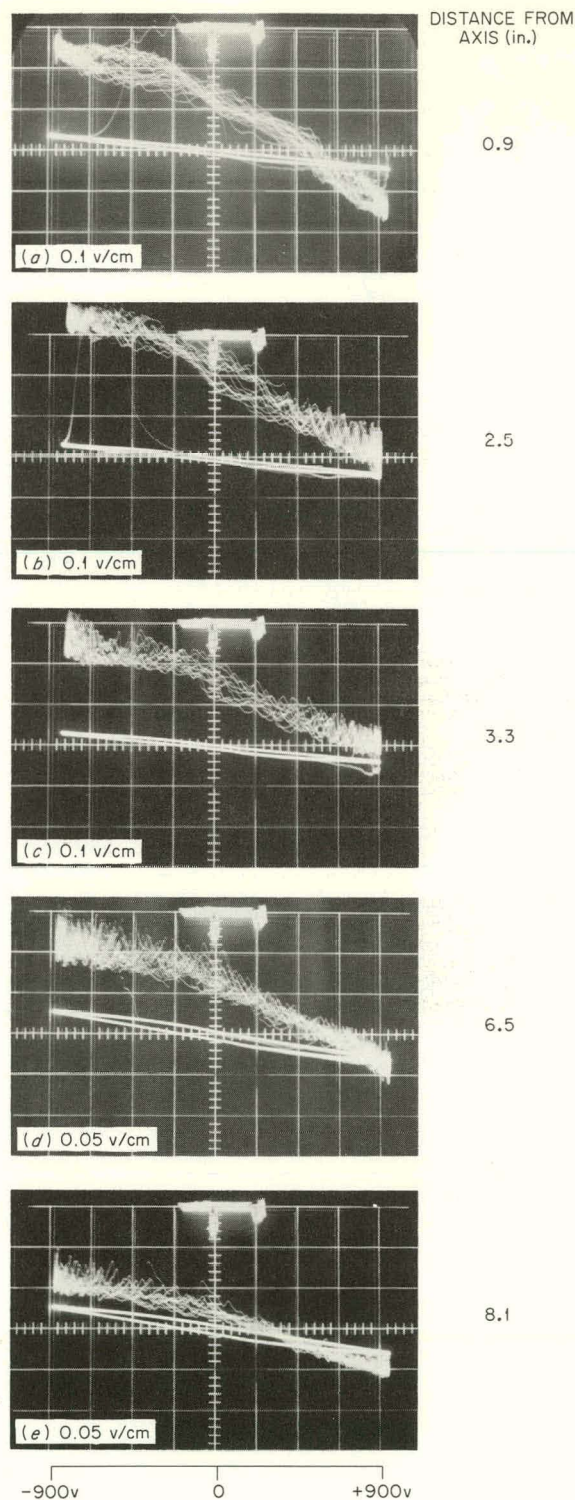 DISTANCE FROM
AXIS (in.)
0.9
(a) 0.1 v/cm
2.5
(b) 0.1 v/cm
3.3
(c) 0.1 v/cm
6.5
(d) 0.05 v/cm
8.1
(e) 0.05 v/cm
-900v 0 +900v